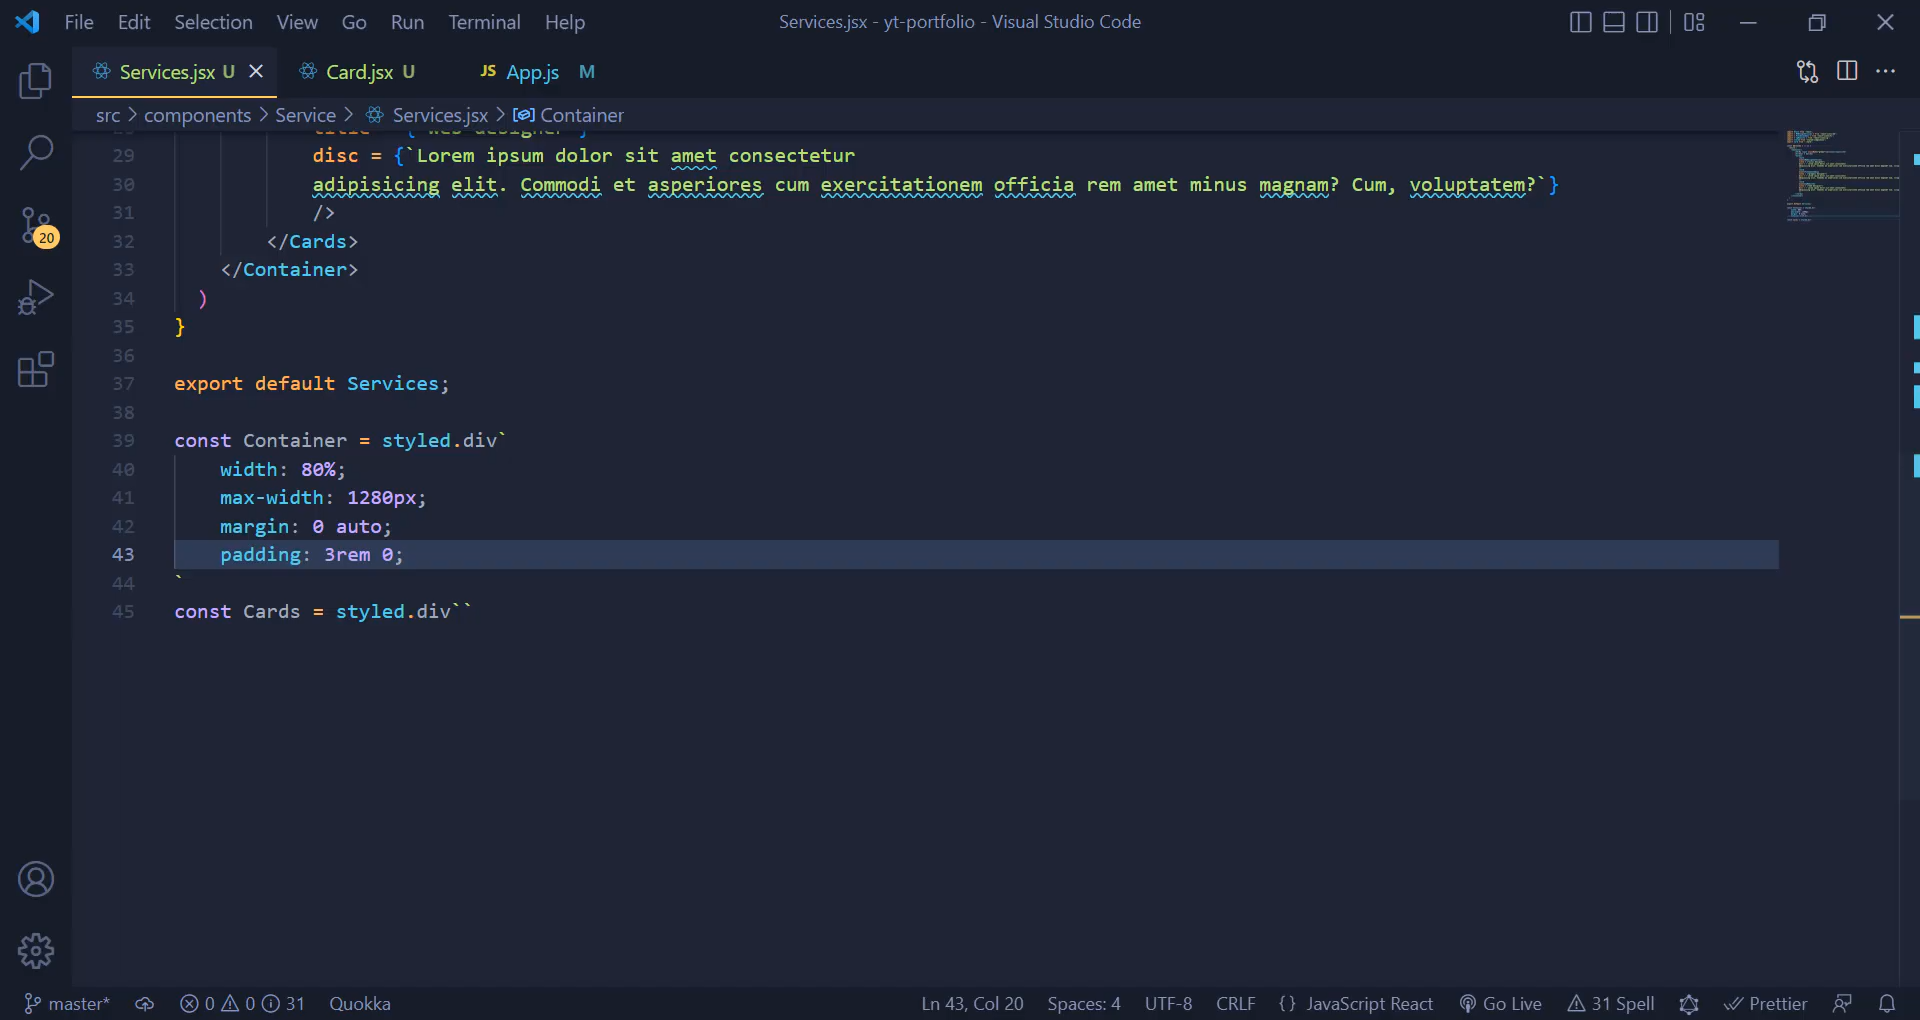 File Edit Selection View Go Run Terminal Help
Services.jsx - yt-portfolio - Visual Studio Code
Services.jsx U
Card.jsx U
JS App.js M
src > components > Service > Services.jsx > Container
29 disc = {`Lorem ipsum dolor sit amet consectetur
30 adipisicing elit. Commodi et asperiores cum exercitationem officia rem amet minus magnam? Cum, voluptatem?`}
31 />
32 </Cards>
33 </Container>
34 )
35 }
36
37 export default Services;
38
39 const Container = styled.div`
40 width: 80%;
41 max-width: 1280px;
42 margin: 0 auto;
43 padding: 3rem 0;
44 `
45 const Cards = styled.div``
20
master* 0 0 31 Quokka
Ln 43, Col 20 Spaces: 4 UTF-8 CRLF {} JavaScript React Go Live 31 Spell Prettier